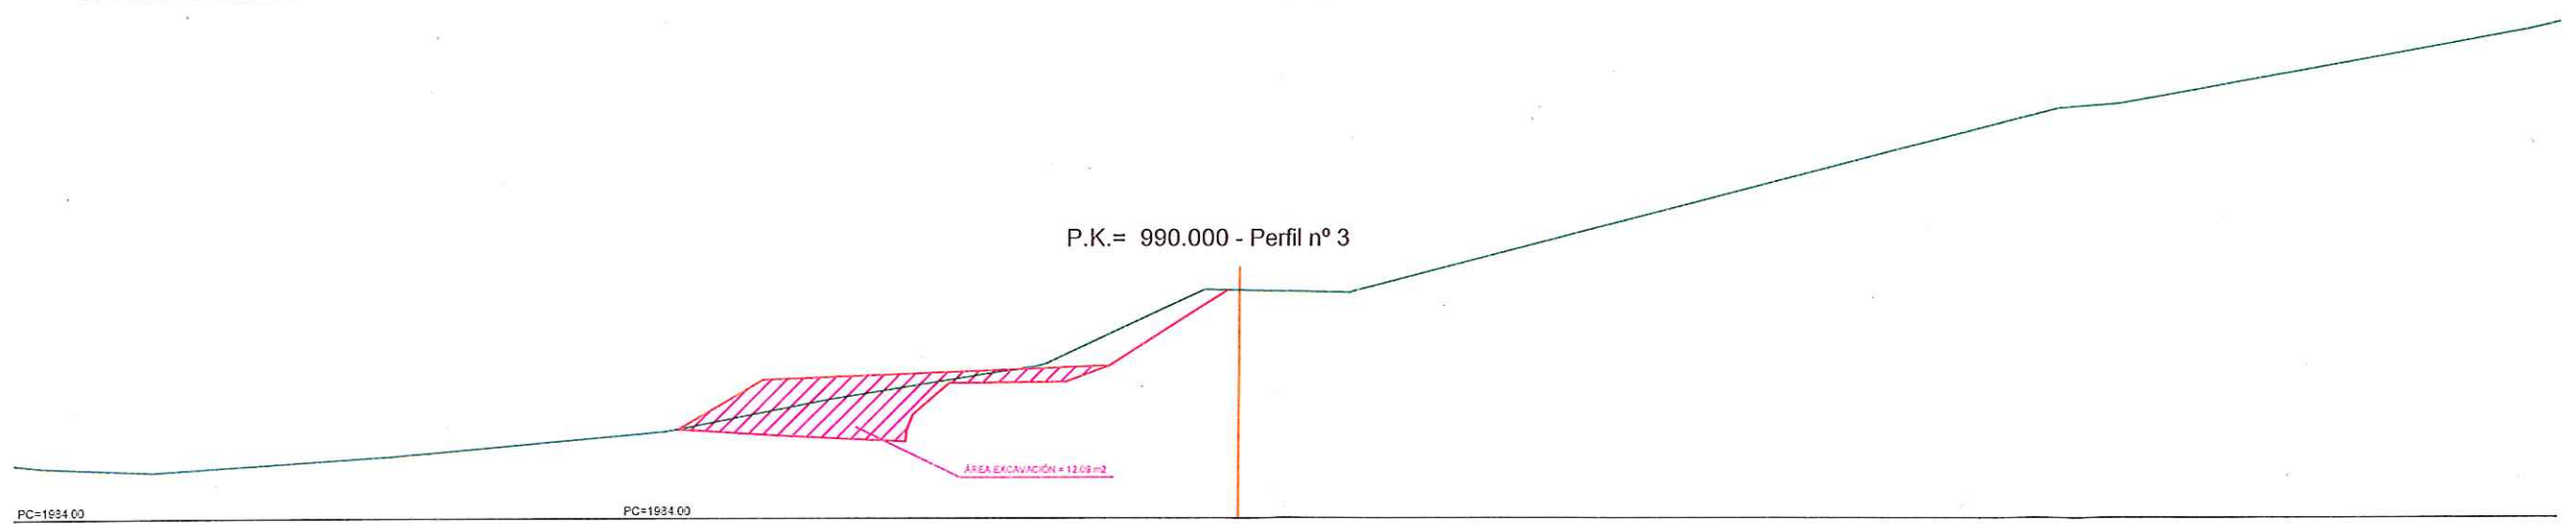 P.K.= 990.000 - Perfil nº 3
ÁREA EXCAVACIÓN = 12.09 m2
PC=1984.00
PC=1984.00